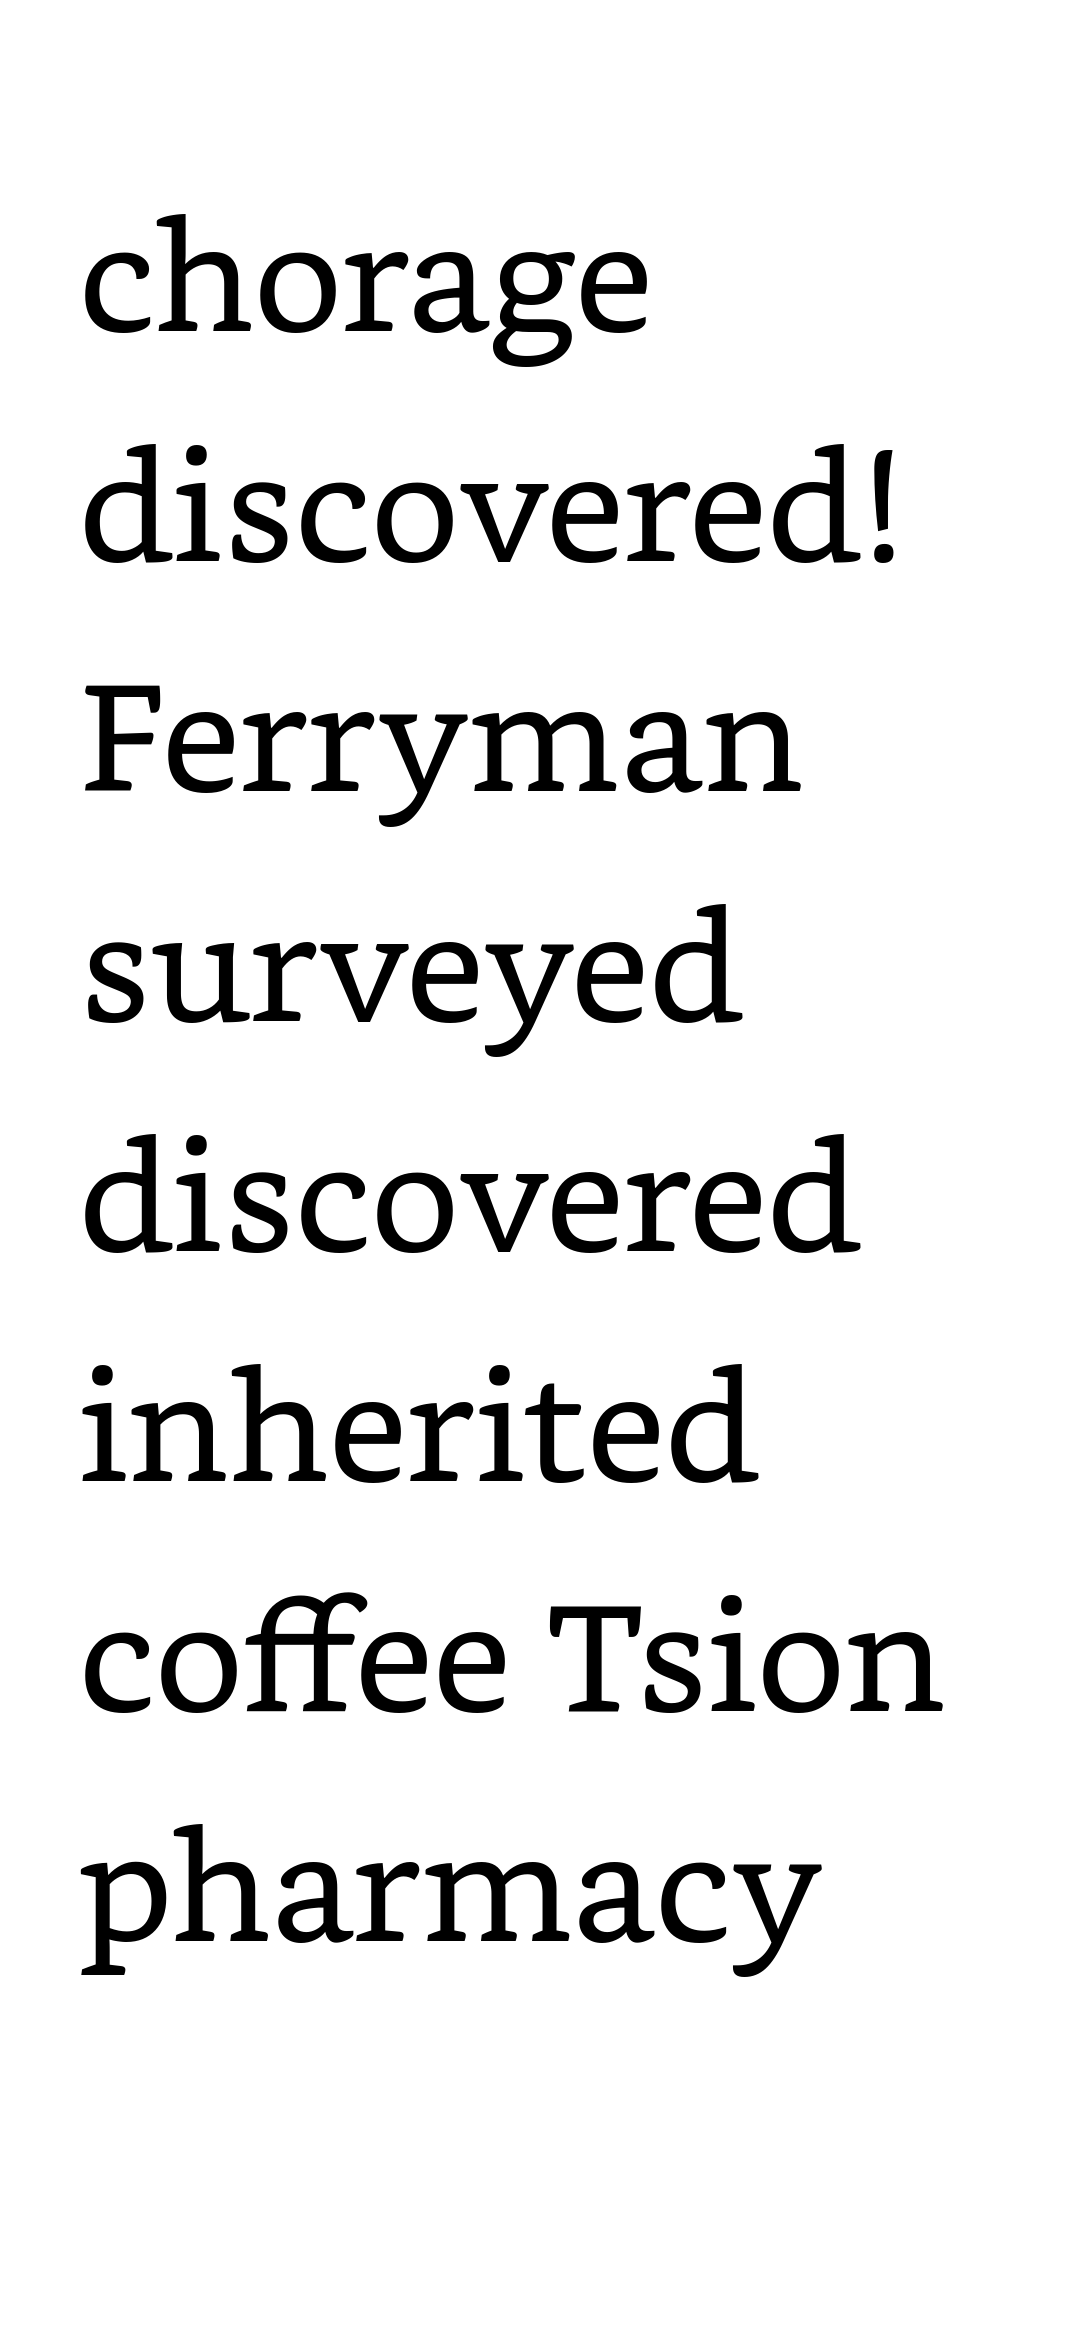 chorage
discovered!
Ferryman
surveyed
discovered
inherited
coffee Tsion
pharmacy